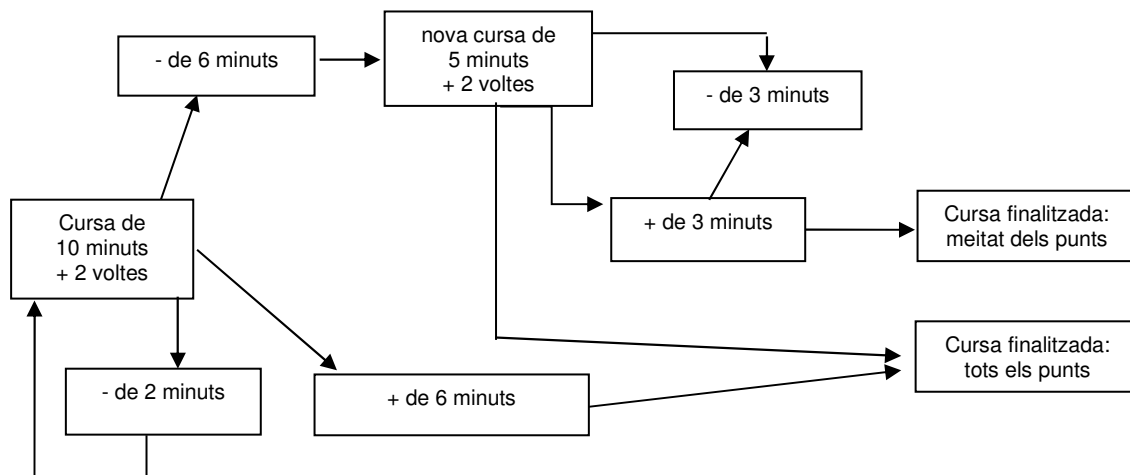 - de 6 minuts
nova cursa de
5 minuts
+ 2 voltes
- de 3 minuts
Cursa de
10 minuts
+ 2 voltes
+ de 3 minuts
Cursa finalitzada:
meitat dels punts
- de 2 minuts
+ de 6 minuts
Cursa finalitzada:
tots els punts